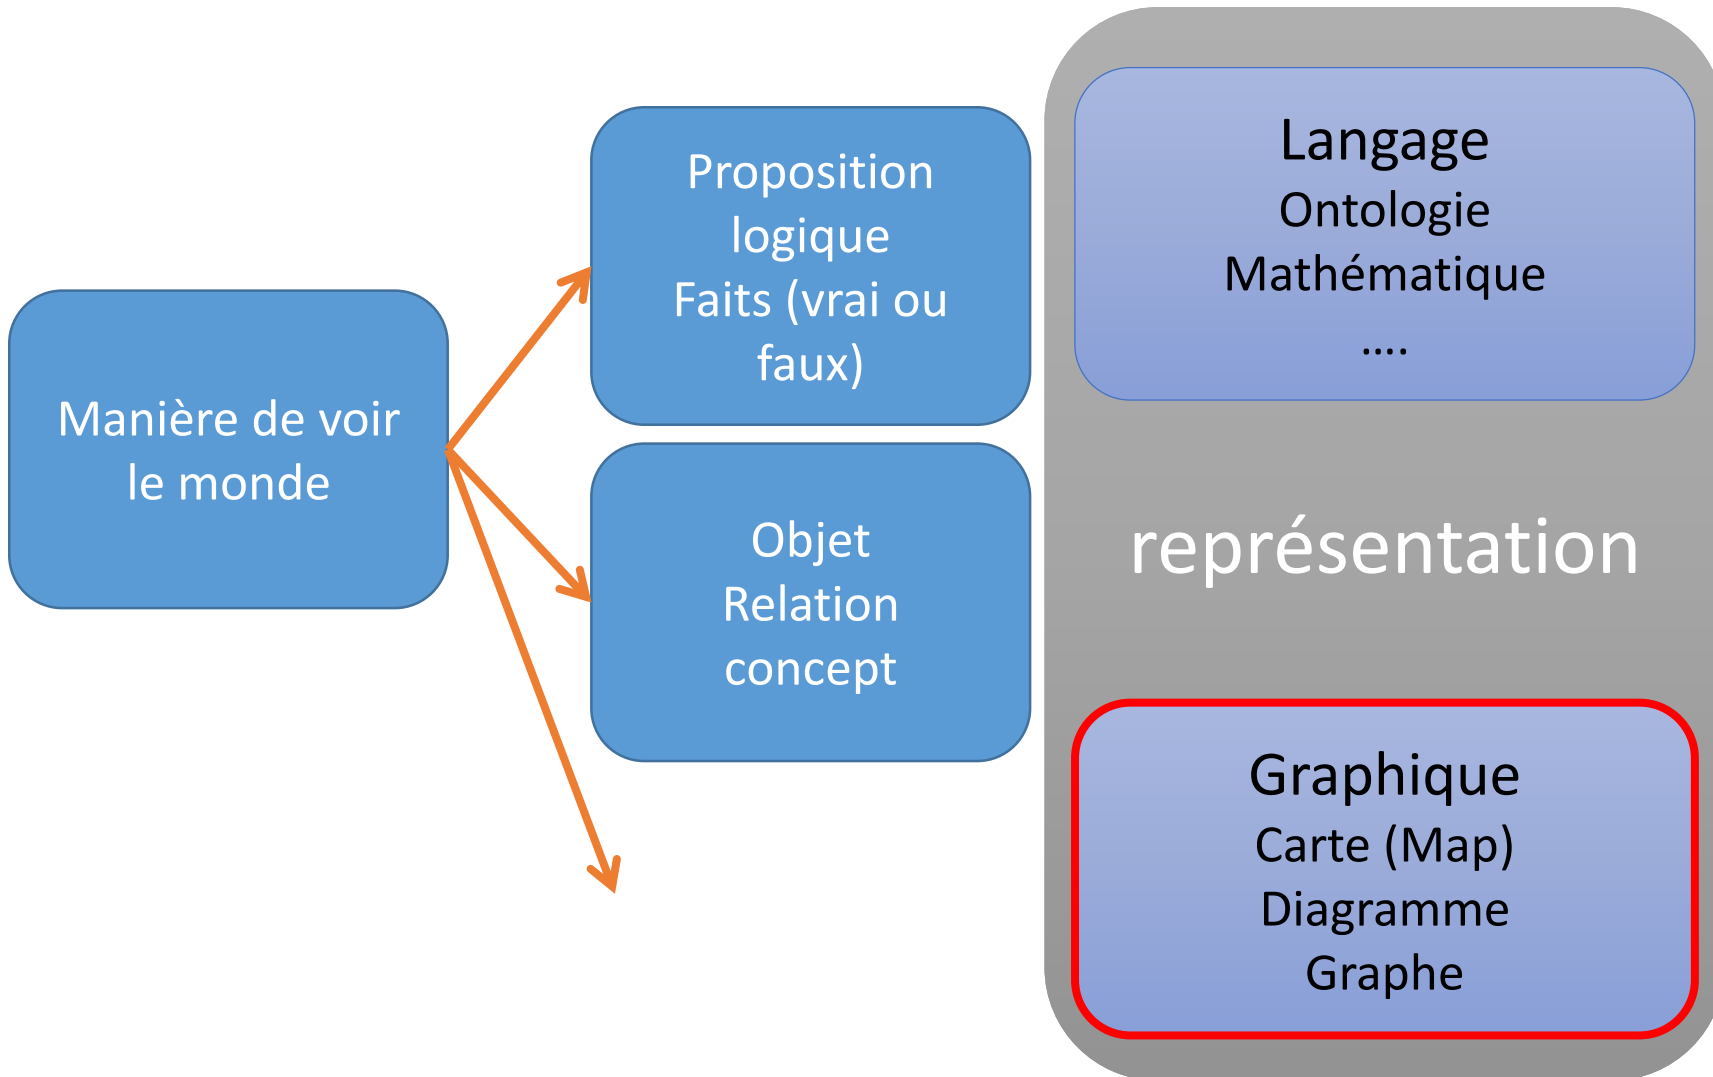 Manière de voir
le monde
Proposition
logique
Faits (vrai ou
faux)
Objet
Relation
concept
Langage
Ontologie
Mathématique
....
représentation
Graphique
Carte (Map)
Diagramme
Graphe